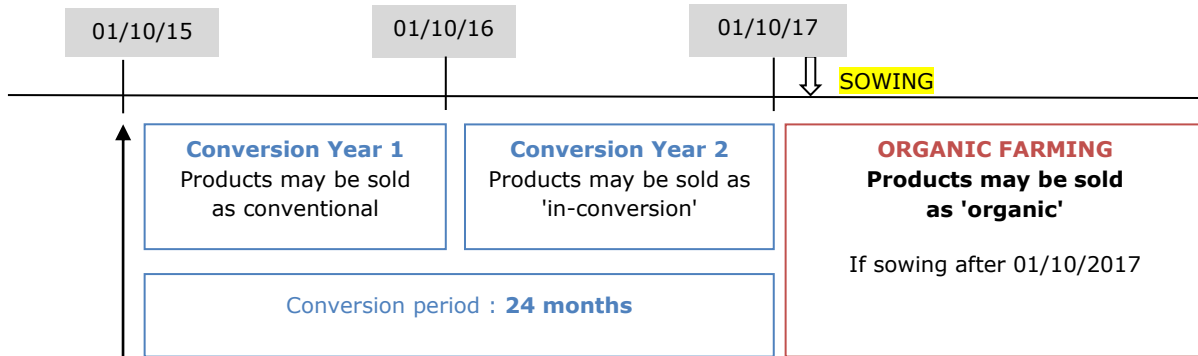 01/10/15
01/10/16
01/10/17
SOWING
Conversion Year 1
Products may be sold
as conventional
Conversion Year 2
Products may be sold as
'in-conversion'
ORGANIC FARMING
Products may be sold
as 'organic'
If sowing after 01/10/2017
Conversion period : 24 months